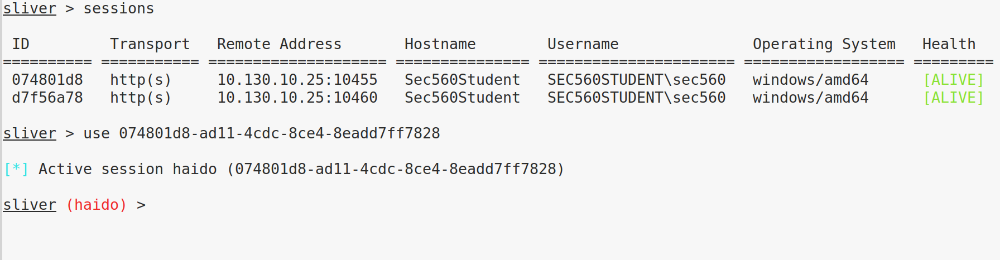 sliver > sessions
ID Transport Remote Address Hostname Username Operating System Health
========== =========== ==================== =============== ====================== ================== =========
074801d8 http(s) 10.130.10.25:10455 Sec560Student SEC560STUDENT\sec560 windows/amd64 [ALIVE]
d7f56a78 http(s) 10.130.10.25:10460 Sec560Student SEC560STUDENT\sec560 windows/amd64 [ALIVE]
sliver > use 074801d8-ad11-4cdc-8ce4-8eadd7ff7828
[*] Active session haido (074801d8-ad11-4cdc-8ce4-8eadd7ff7828)
sliver (haido) >